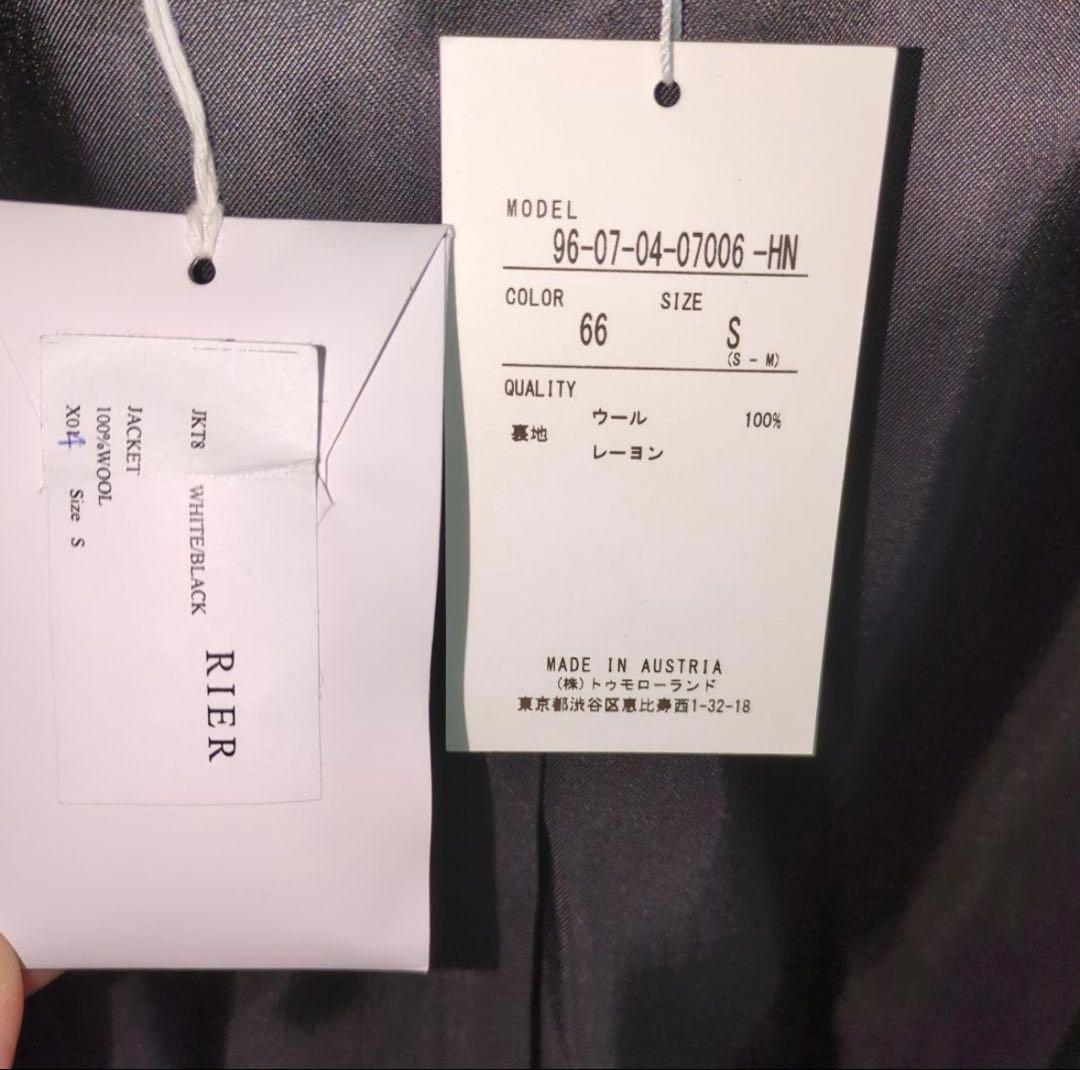 RIER
JKT8 WHITE/BLACK
JACKET
100%WOOL
Size S
MODEL
96-07-04-07006-HN
COLOR SIZE
66 S
(S - M)
QUALITY
ウール 100%
裏地
レーヨン
MADE IN AUSTRIA
(株)トゥモローランド
東京都渋谷区恵比寿西1-32-18